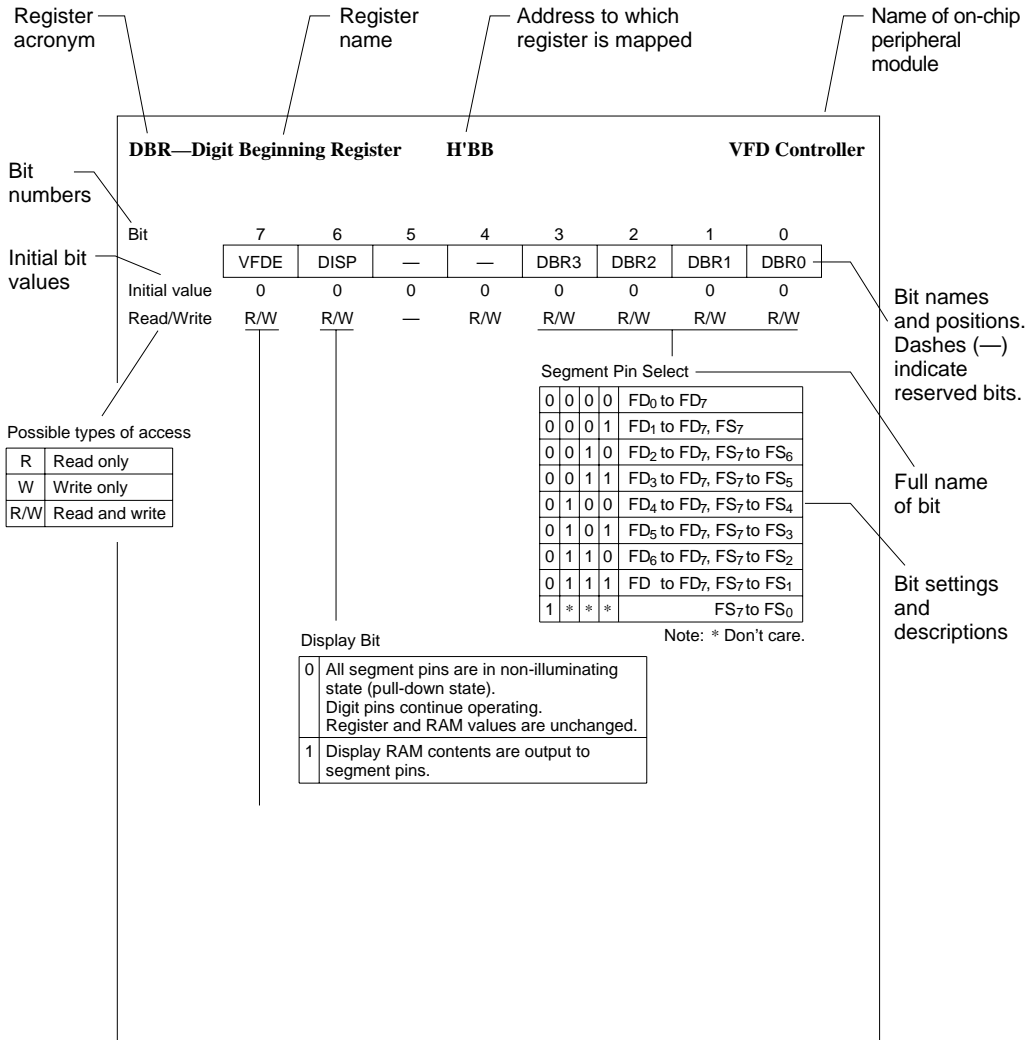 Register acronym
Register name
Address to which register is mapped
Name of on-chip peripheral module
DBR—Digit Beginning Register H'BB VFD Controller
Bit numbers
Bit 7 6 5 4 3 2 1 0
VFDE DISP — — DBR3 DBR2 DBR1 DBR0
Initial bit values
Initial value 0 0 0 0 0 0 0 0
Read/Write R/W R/W — R/W R/W R/W R/W R/W
Bit names and positions.
Dashes (—) indicate reserved bits.
Possible types of access
R Read only
W Write only
R/W Read and write
Segment Pin Select
0 0 0 0 FD0 to FD7
0 0 0 1 FD1 to FD7, FS7
0 0 1 0 FD2 to FD7, FS7 to FS6
0 0 1 1 FD3 to FD7, FS7 to FS5
0 1 0 0 FD4 to FD7, FS7 to FS4
0 1 0 1 FD5 to FD7, FS7 to FS3
0 1 1 0 FD6 to FD7, FS7 to FS2
0 1 1 1 FD to FD7, FS7 to FS1
1 * * * FS7 to FS0
Note: * Don't care.
Full name of bit
Bit settings and descriptions
Display Bit
0 All segment pins are in non-illuminating
state (pull-down state).
Digit pins continue operating.
Register and RAM values are unchanged.
1 Display RAM contents are output to
segment pins.